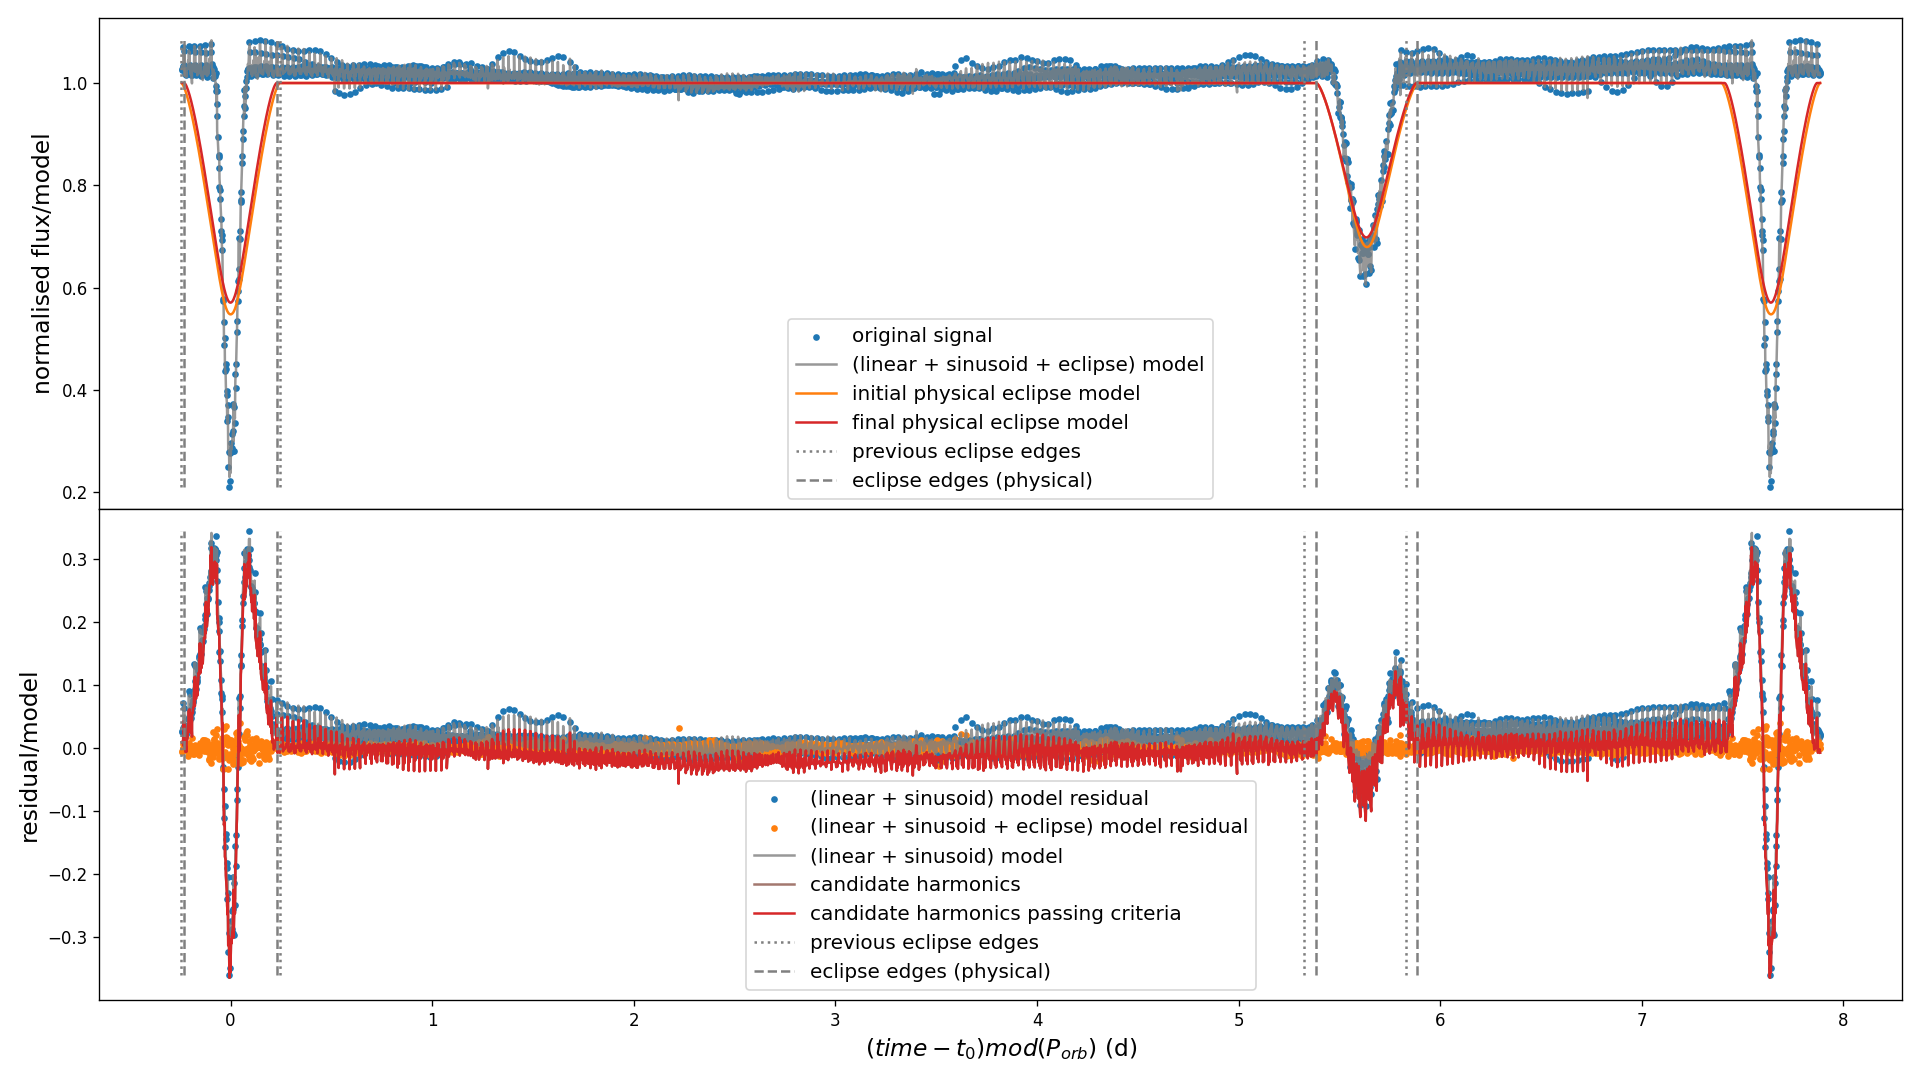 normalised flux/model
1.0
0.8
0.6
0.4
0.2
original signal
(linear + sinusoid + eclipse) model
initial physical eclipse model
final physical eclipse model
previous eclipse edges
eclipse edges (physical)
residual/model
0.3
0.2
0.1
0.0
−0.1
−0.2
−0.3
(linear + sinusoid) model residual
(linear + sinusoid + eclipse) model residual
(linear + sinusoid) model
candidate harmonics
candidate harmonics passing criteria
previous eclipse edges
eclipse edges (physical)
0 1 2 3 4 5 6 7 8
(time − t₀)mod(P_orb) (d)